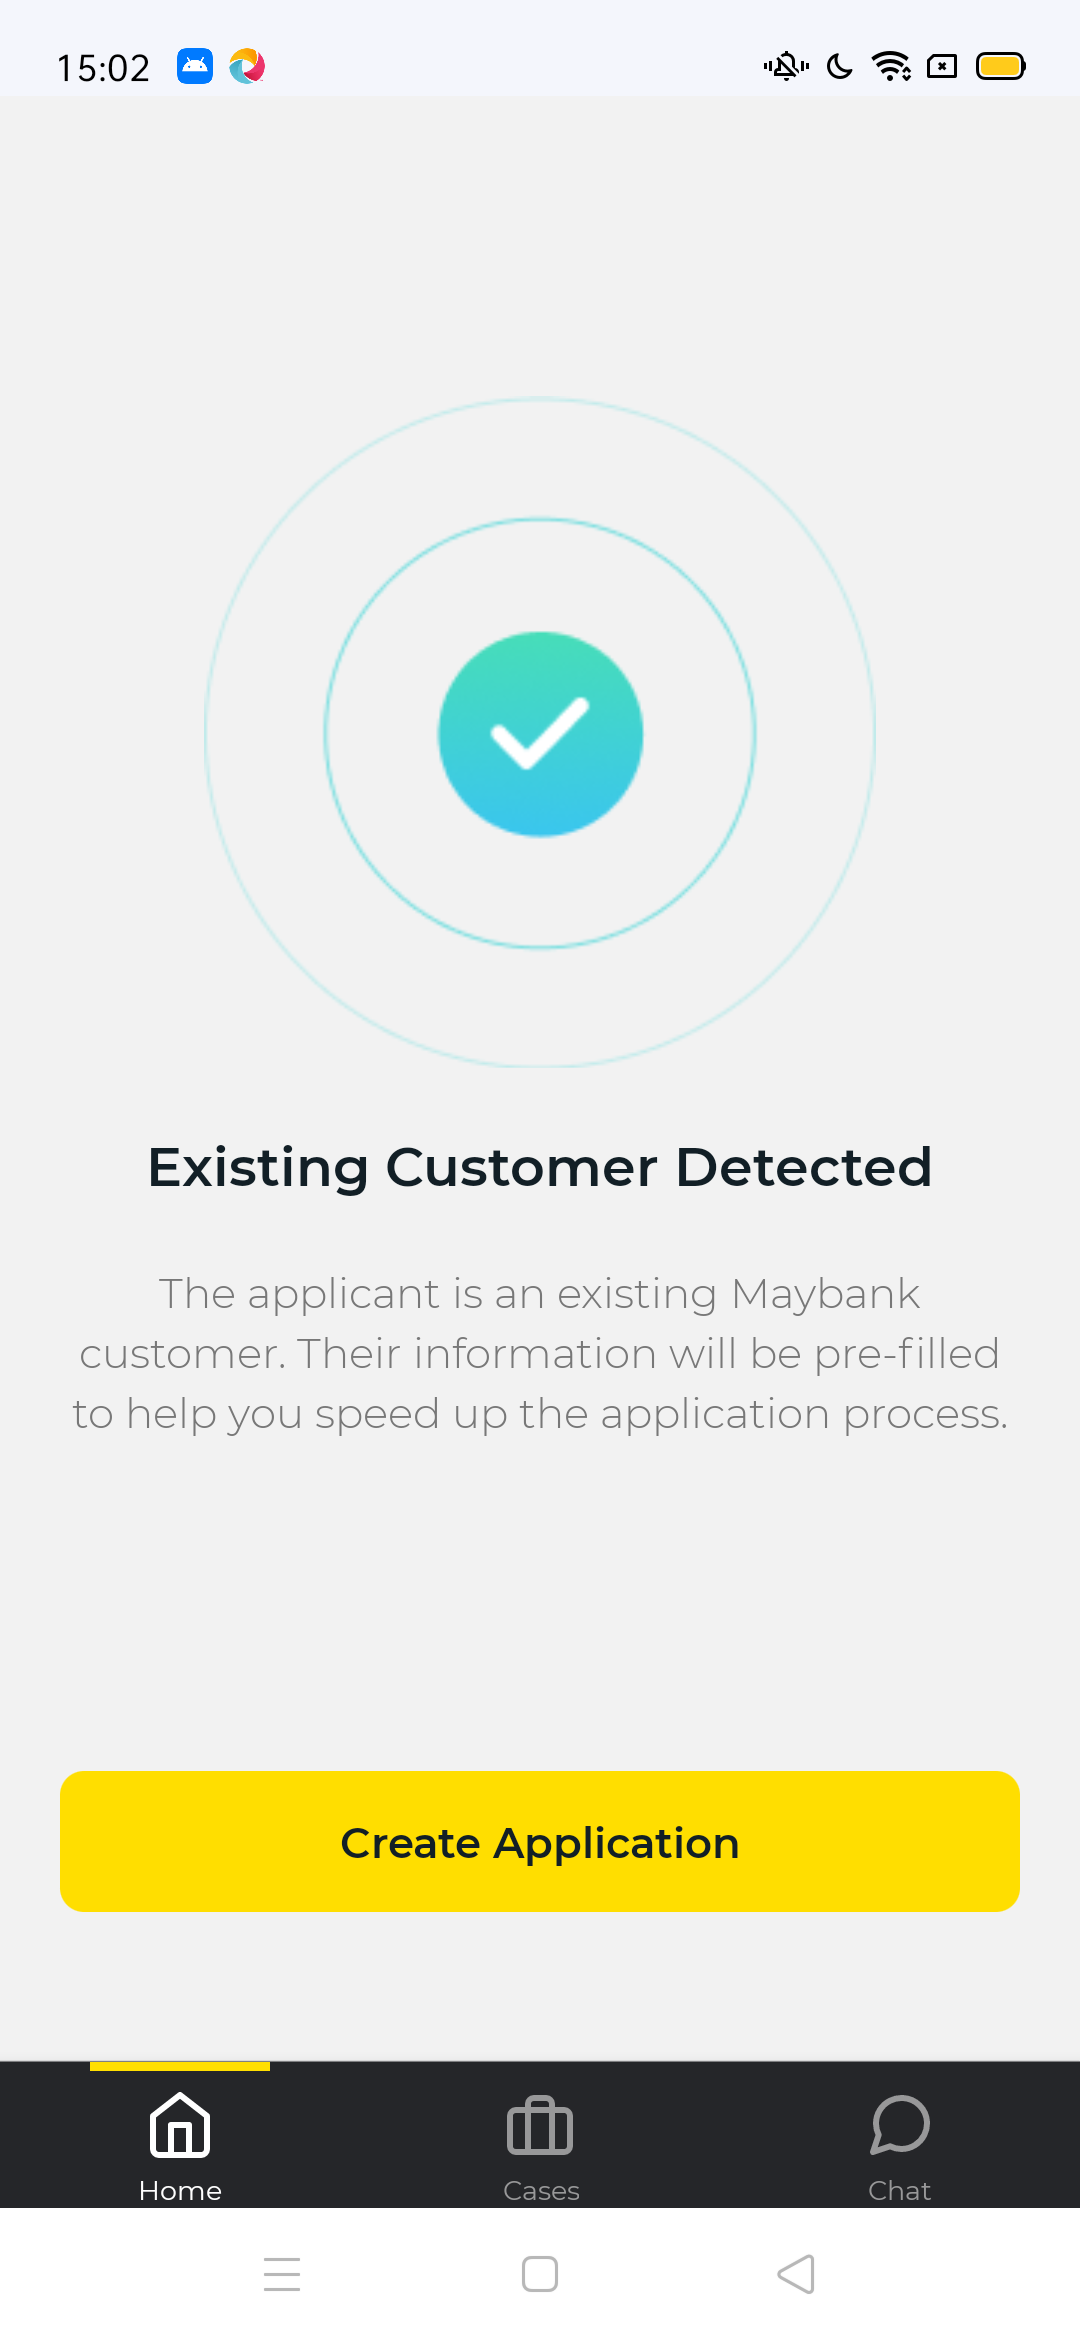 15:02
Existing Customer Detected
The applicant is an existing Maybank
customer. Their information will be pre-filled
to help you speed up the application process.
Create Application
Home
Cases
Chat